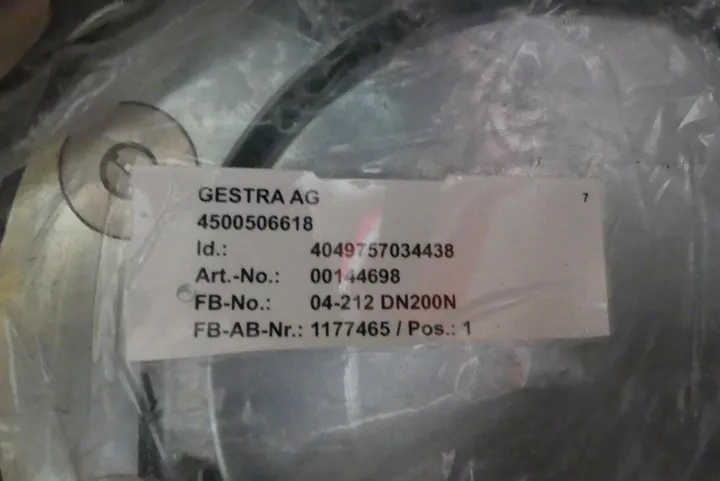 GESTRA AG 7
4500506618
Id.: 4049757034438
Art.-No.: 00144698
FB-No.: 04-212 DN200N
FB-AB-Nr.: 1177465 / Pos.: 1